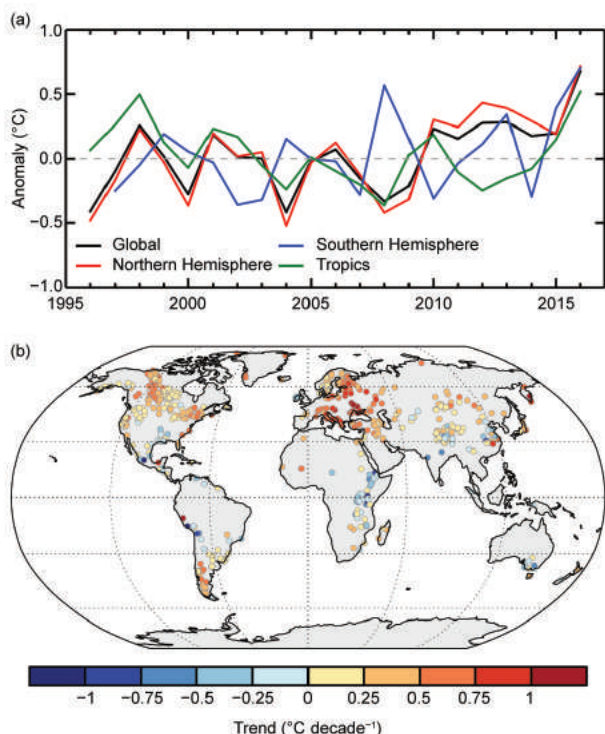 (a)
1.0
0.5
0.0
−0.5
−1.0
Anomaly (°C)
Global
Southern Hemisphere
Northern Hemisphere
Tropics
1995 2000 2005 2010 2015
(b)
−1 −0.75 −0.5 −0.25 0 0.25 0.5 0.75 1
Trend (°C decade⁻¹)